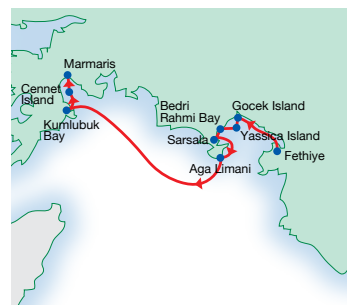 Marmaris
Cennet
Island
Kumlubuk
Bay
Bedri
Rahmi Bay
Gocek Island
Yassica Island
Sarsala
Fethiye
Aga Limani